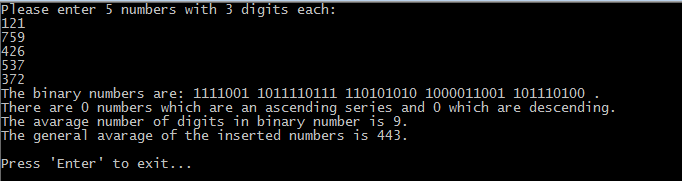 Please enter 5 numbers with 3 digits each:
121
759
426
537
372
The binary numbers are: 1111001 1011110111 110101010 1000011001 101110100 .
There are 0 numbers which are an ascending series and 0 which are descending.
The avarage number of digits in binary number is 9.
The general avarage of the inserted numbers is 443.
Press 'Enter' to exit...